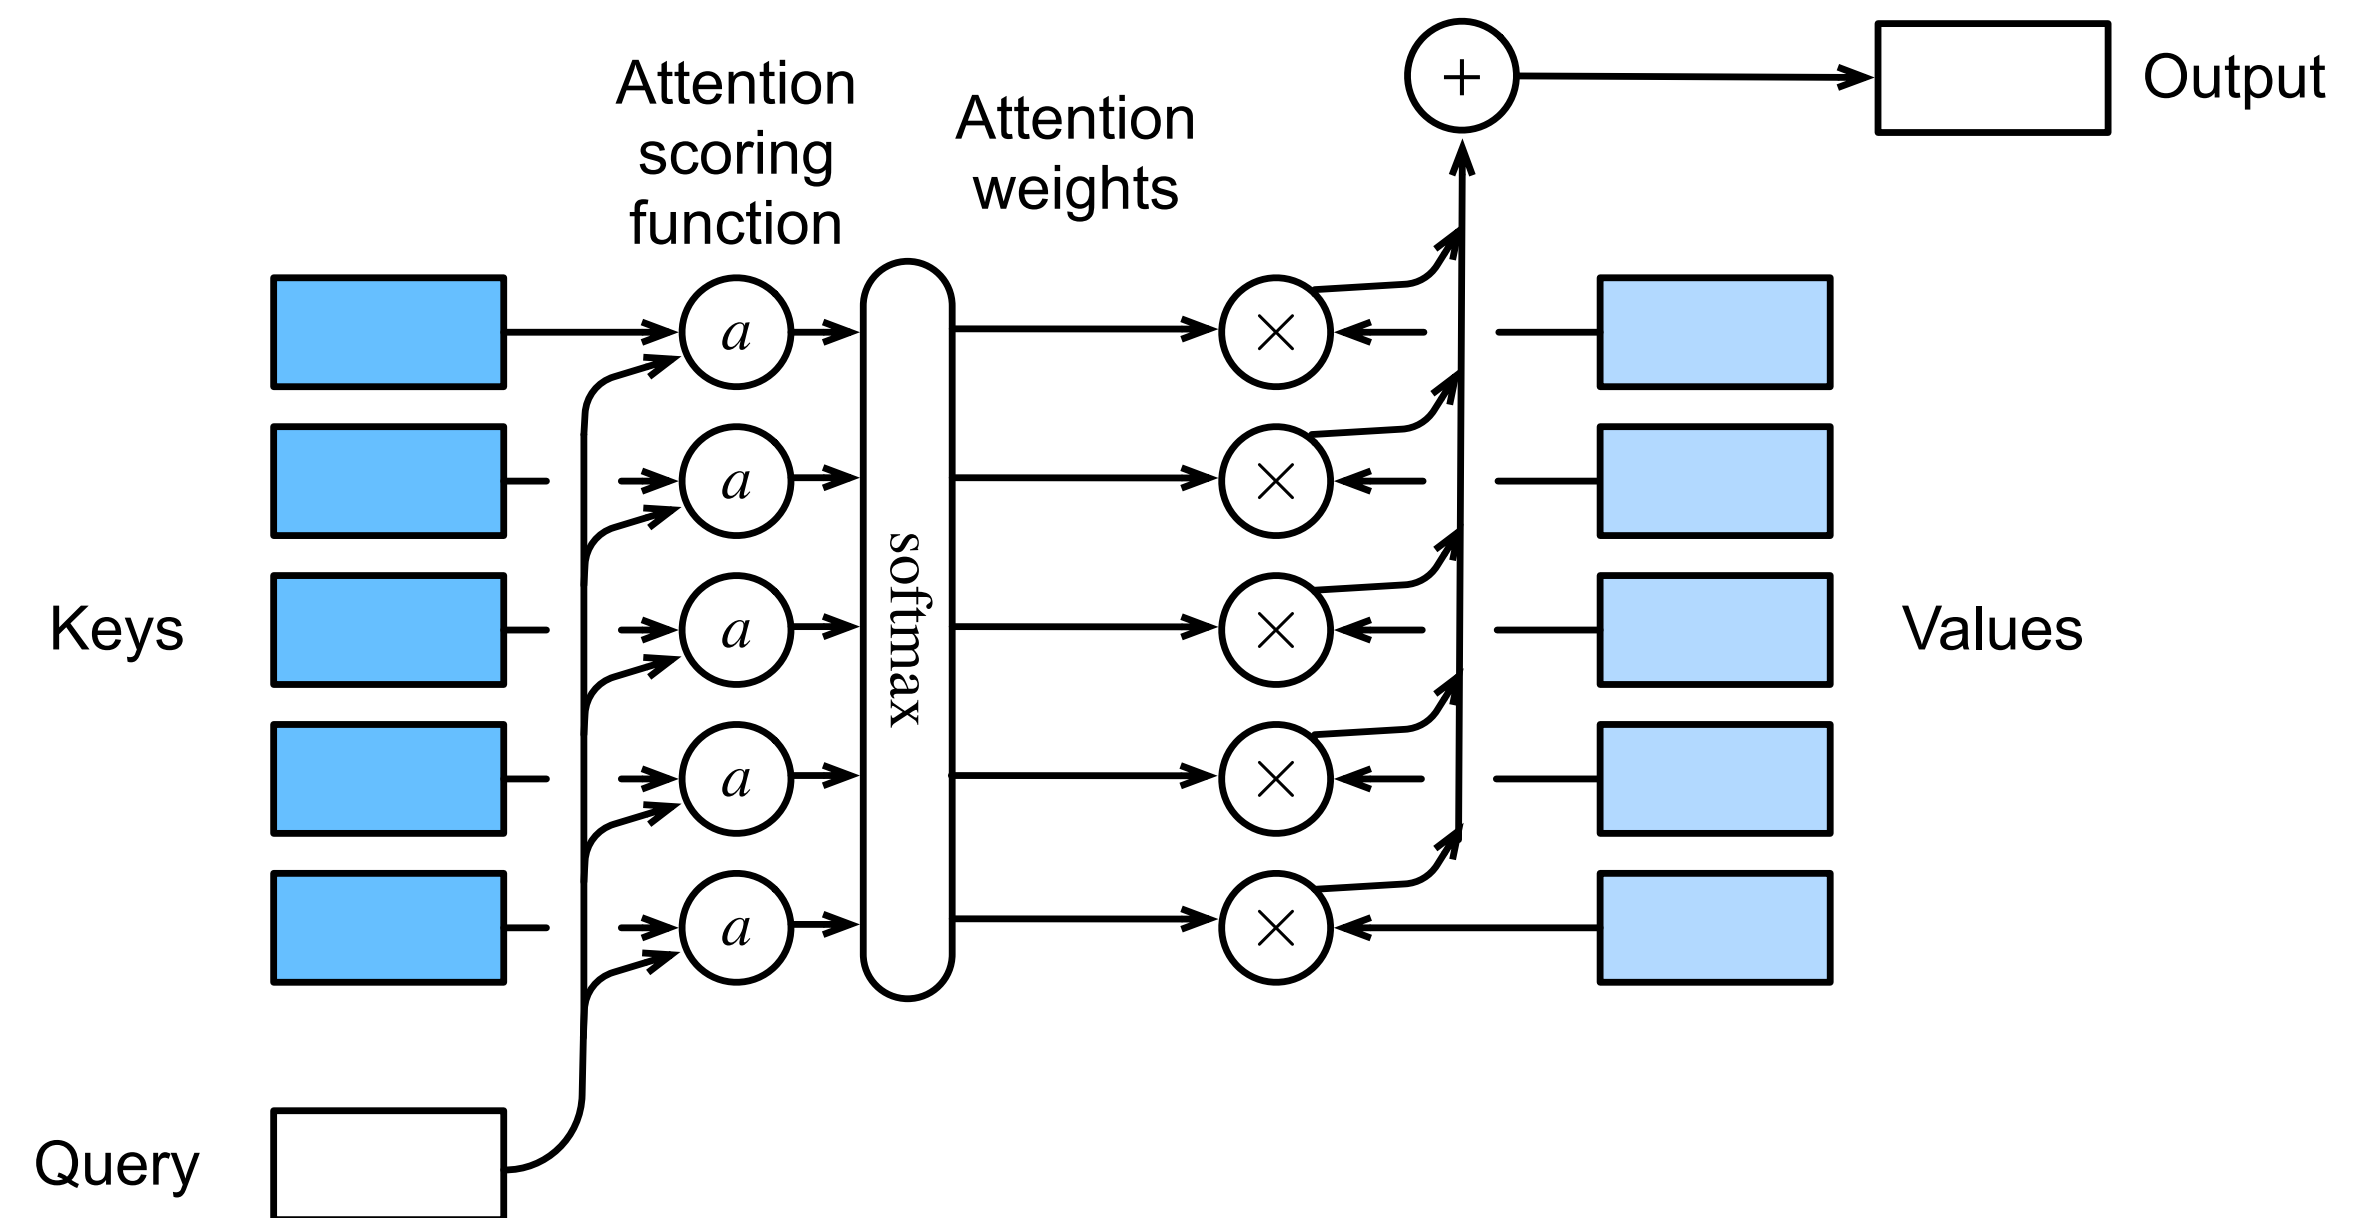 Attention
scoring
function
Attention
weights
+
Output
a
×
a
×
a
×
a
×
a
×
softmax
Keys
Values
Query